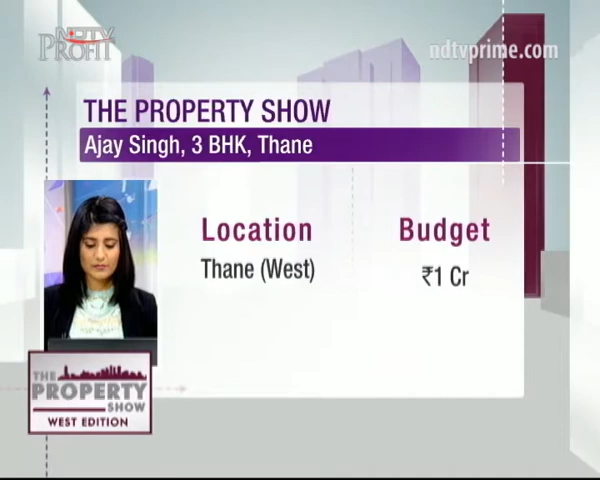 NDTV
PROFIT
ndtvprime.com
THE PROPERTY SHOW
Ajay Singh, 3 BHK, Thane
Location
Budget
Thane (West)
₹1 Cr
THE
PROPERTY
SHOW
WEST EDITION